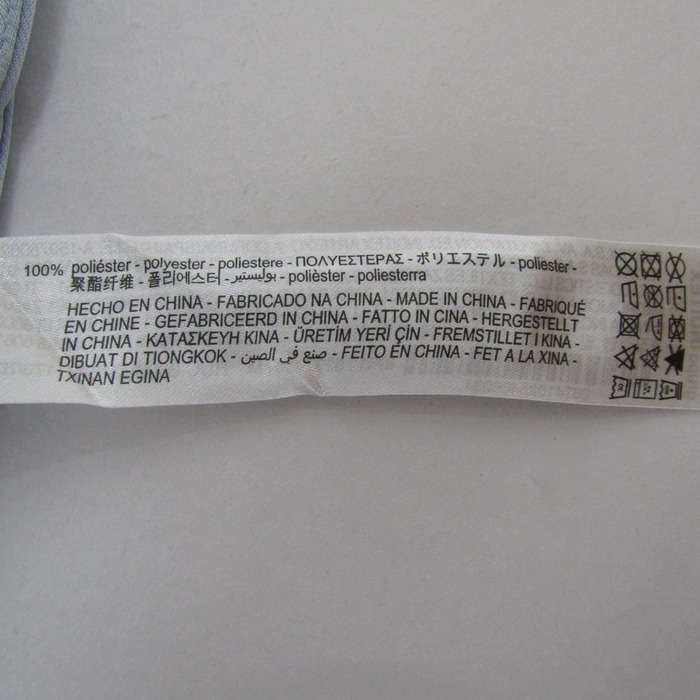 100% poliéster - polyester - poliestere - ΠΟΛΥΕΣΤΕΡΑΣ - ポリエステル - poliester -
聚酯纤维 - 폴리에스터 - بوليستير - polièster - poliesterra
HECHO EN CHINA - FABRICADO NA CHINA - MADE IN CHINA - FABRIQUÉ
EN CHINE - GEFABRICEERD IN CHINA - FATTO IN CINA - HERGESTELLT
IN CHINA - ΚΑΤΑΣΚΕΥΗ ΚΙΝΑ - ÜRETİM YERİ ÇİN - FREMSTILLET I KINA -
DIBUAT DI TIONGKOK - صنع في الصين - FEITO EN CHINA - FET A LA XINA -
TXINAN EGINA